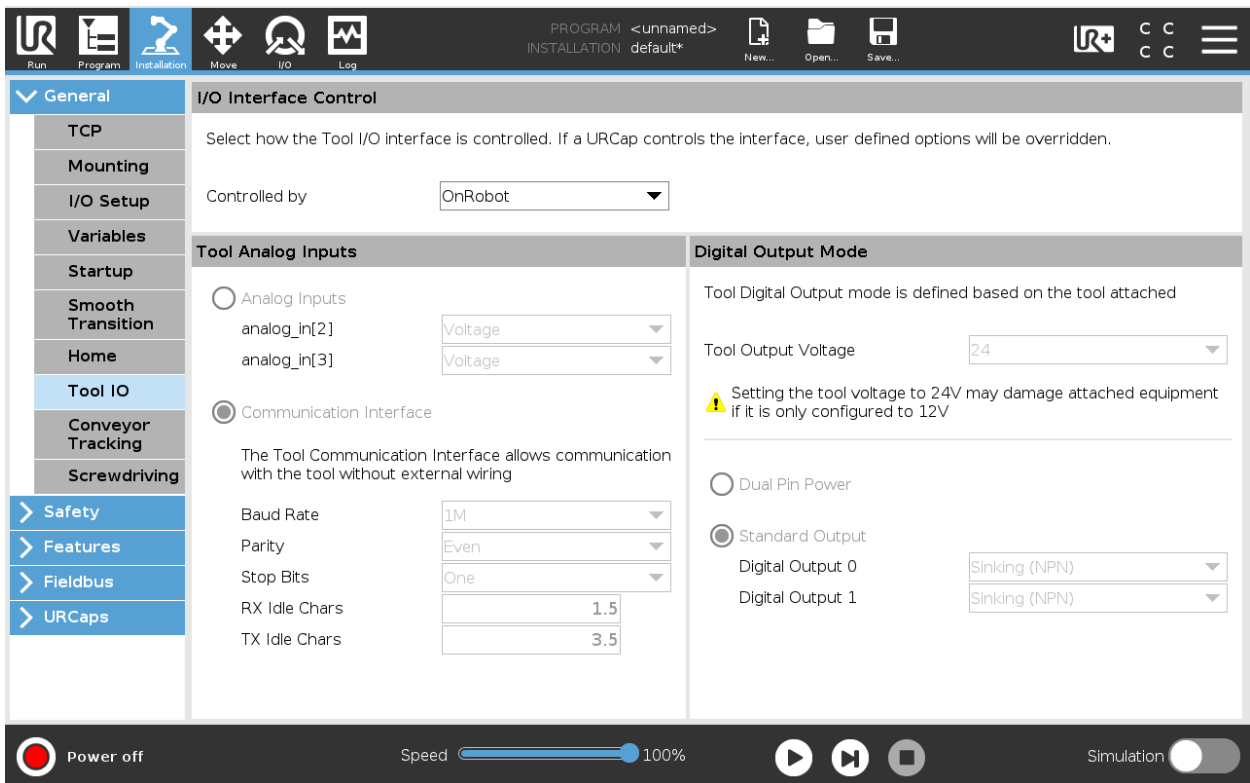 UR
Run
Program
Installation
Move
I/O
Log
PROGRAM <unnamed>
INSTALLATION default*
New...
Open...
Save...
UR+
C C
C C
General
TCP
Mounting
I/O Setup
Variables
Startup
Smooth
Transition
Home
Tool IO
Conveyor
Tracking
Screwdriving
Safety
Features
Fieldbus
URCaps
I/O Interface Control
Select how the Tool I/O interface is controlled. If a URCap controls the interface, user defined options will be overridden.
Controlled by OnRobot
Tool Analog Inputs
Analog Inputs
analog_in[2] Voltage
analog_in[3] Voltage
Communication Interface
The Tool Communication Interface allows communication
with the tool without external wiring
Baud Rate 1M
Parity Even
Stop Bits One
RX Idle Chars 1.5
TX Idle Chars 3.5
Digital Output Mode
Tool Digital Output mode is defined based on the tool attached
Tool Output Voltage 24
Setting the tool voltage to 24V may damage attached equipment
if it is only configured to 12V
Dual Pin Power
Standard Output
Digital Output 0 Sinking (NPN)
Digital Output 1 Sinking (NPN)
Power off
Speed 100%
Simulation